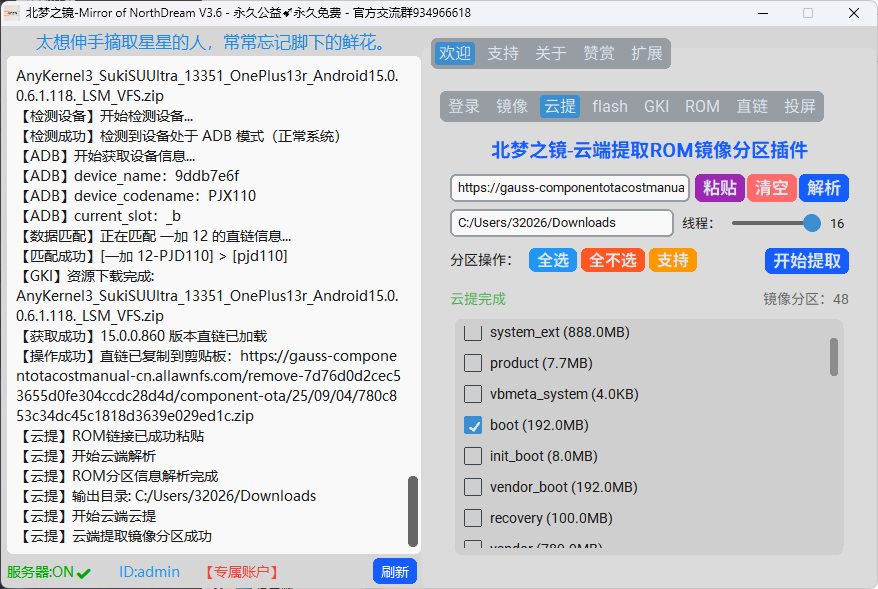 北梦之镜-Mirror of NorthDream V3.6 - 永久公益💕永久免费 - 官方交流群934966618
太想伸手摘取星星的人，常常忘记脚下的鲜花。
AnyKernel3_SukiSUUltra_13351_OnePlus13r_Android15.0.
0.6.1.118._LSM_VFS.zip
【检测设备】开始检测设备...
【检测成功】检测到设备处于 ADB 模式（正常系统）
【ADB】开始获取设备信息...
【ADB】device_name：9ddb7e6f
【ADB】device_codename：PJX110
【ADB】current_slot：_b
【数据匹配】正在匹配 一加 12 的直链信息...
【匹配成功】[一加 12-PJD110] > [pjd110]
【GKI】资源下载完成:
AnyKernel3_SukiSUUltra_13351_OnePlus13r_Android15.0.
0.6.1.118._LSM_VFS.zip
【获取成功】15.0.0.860 版本直链已加载
【操作成功】直链已复制到剪贴板：https://gauss-compone
ntotacostmanual-cn.allawnfs.com/remove-7d76d0d2cec5
3655d0fe304ccdc28d4d/component-ota/25/09/04/780c8
53c34dc45c1818d3639e029ed1c.zip
【云提】ROM链接已成功粘贴
【云提】开始云端解析
【云提】ROM分区信息解析完成
【云提】输出目录: C:/Users/32026/Downloads
【云提】开始云端云提
【云提】云端提取镜像分区成功
服务器:ON ID:admin 【专属账户】 刷新
欢迎 支持 关于 赞赏 扩展
登录 镜像 云提 flash GKI ROM 直链 投屏
北梦之镜-云端提取ROM镜像分区插件
https://gauss-componentotacostmanua 粘贴 清空 解析
C:/Users/32026/Downloads 线程： 16
分区操作： 全选 全不选 支持 开始提取
云提完成 镜像分区：48
system_ext (888.0MB)
product (7.7MB)
vbmeta_system (4.0KB)
boot (192.0MB)
init_boot (8.0MB)
vendor_boot (192.0MB)
recovery (100.0MB)